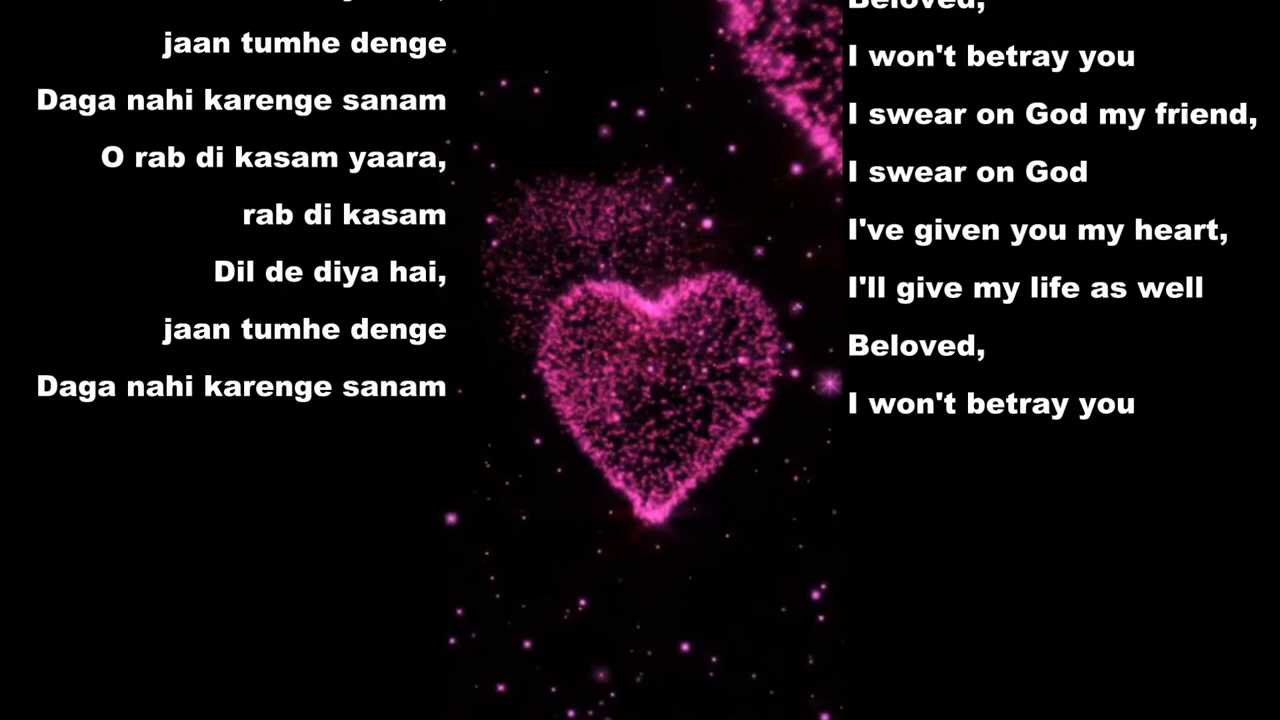 jaan tumhe denge
Daga nahi karenge sanam
O rab di kasam yaara,
rab di kasam
Dil de diya hai,
jaan tumhe denge
Daga nahi karenge sanam
Beloved,
I won't betray you
I swear on God my friend,
I swear on God
I've given you my heart,
I'll give my life as well
Beloved,
I won't betray you